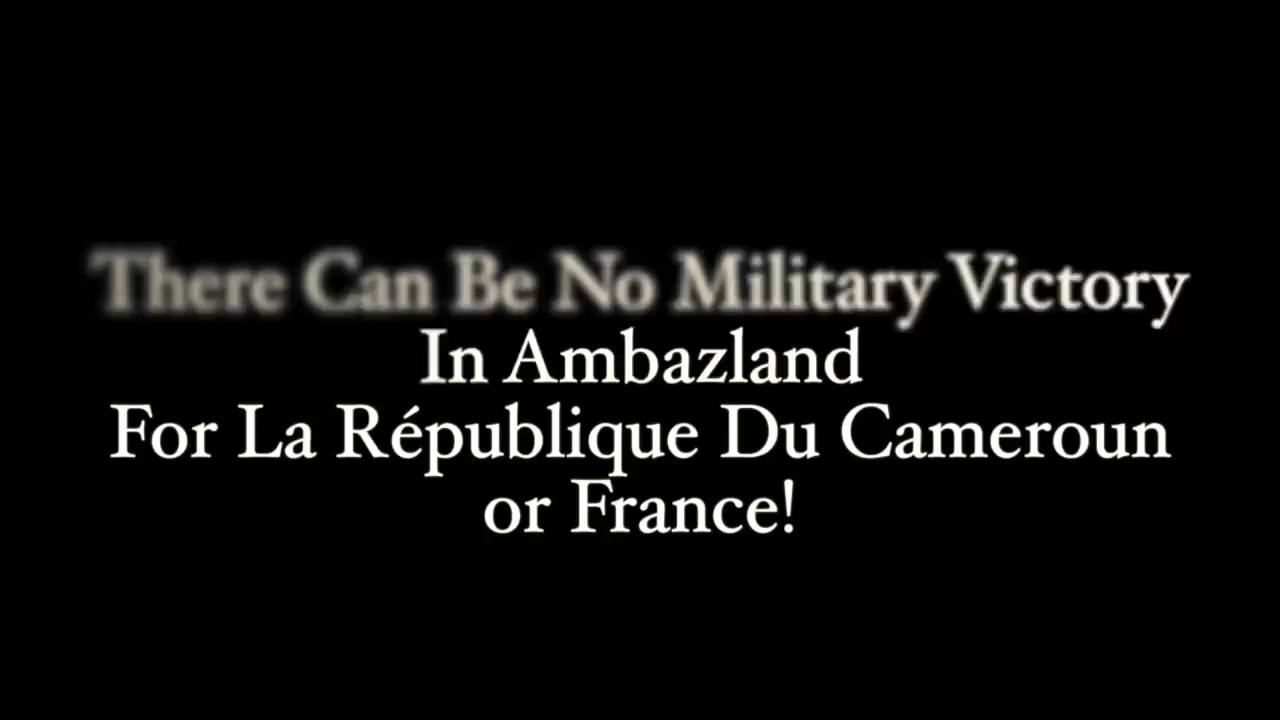 There Can Be No Military Victory
In Ambazland
For La République Du Cameroun
or France!